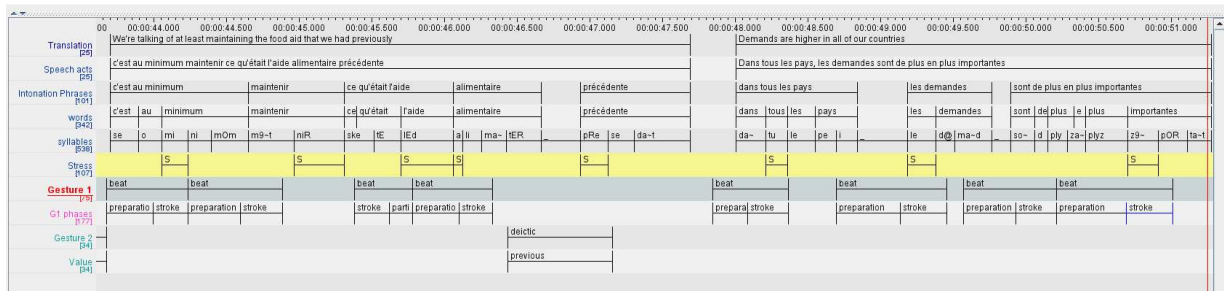 00 00:00:44.000 00:00:44.500 00:00:45.000 00:00:45.500 00:00:46.000 00:00:46.500 00:00:47.000 00:00:47.500 00:00:48.000 00:00:48.500 00:00:49.000 00:00:49.500 00:00:50.000 00:00:50.500 00:00:51.000
Translation [25] We're talking of at least maintaining the food aid that we had previously Demands are higher in all of our countries
Speech acts [25] c'est au minimum maintenir ce qu'était l'aide alimentaire précédente Dans tous les pays, les demandes sont de plus en plus importantes
Intonation Phrases [101] c'est au minimum maintenir ce qu'était l'aide alimentaire précédente dans tous les pays les demandes sont de plus en plus importantes
words [342] c'est au minimum maintenir ce qu'était l'aide alimentaire précédente dans tous les pays les demandes sont de plus e plus importantes
syllables [538] se o mi ni mOm m9~t niR ske tE lEd a li ma~ tER _ pRe se da~t da~ tu le pe i _ le d@ ma~d _ so~ d ply za~ plyz z9~ pOR ta~t
Stress [107] S S S S S S S S
Gesture 1 [75] beat beat beat beat beat beat beat beat
G1 phases [177] preparatio stroke preparation stroke stroke parti preparatio stroke prepara stroke preparation stroke preparation stroke preparation stroke
Gesture 2 [34] deictic
Value [34] previous